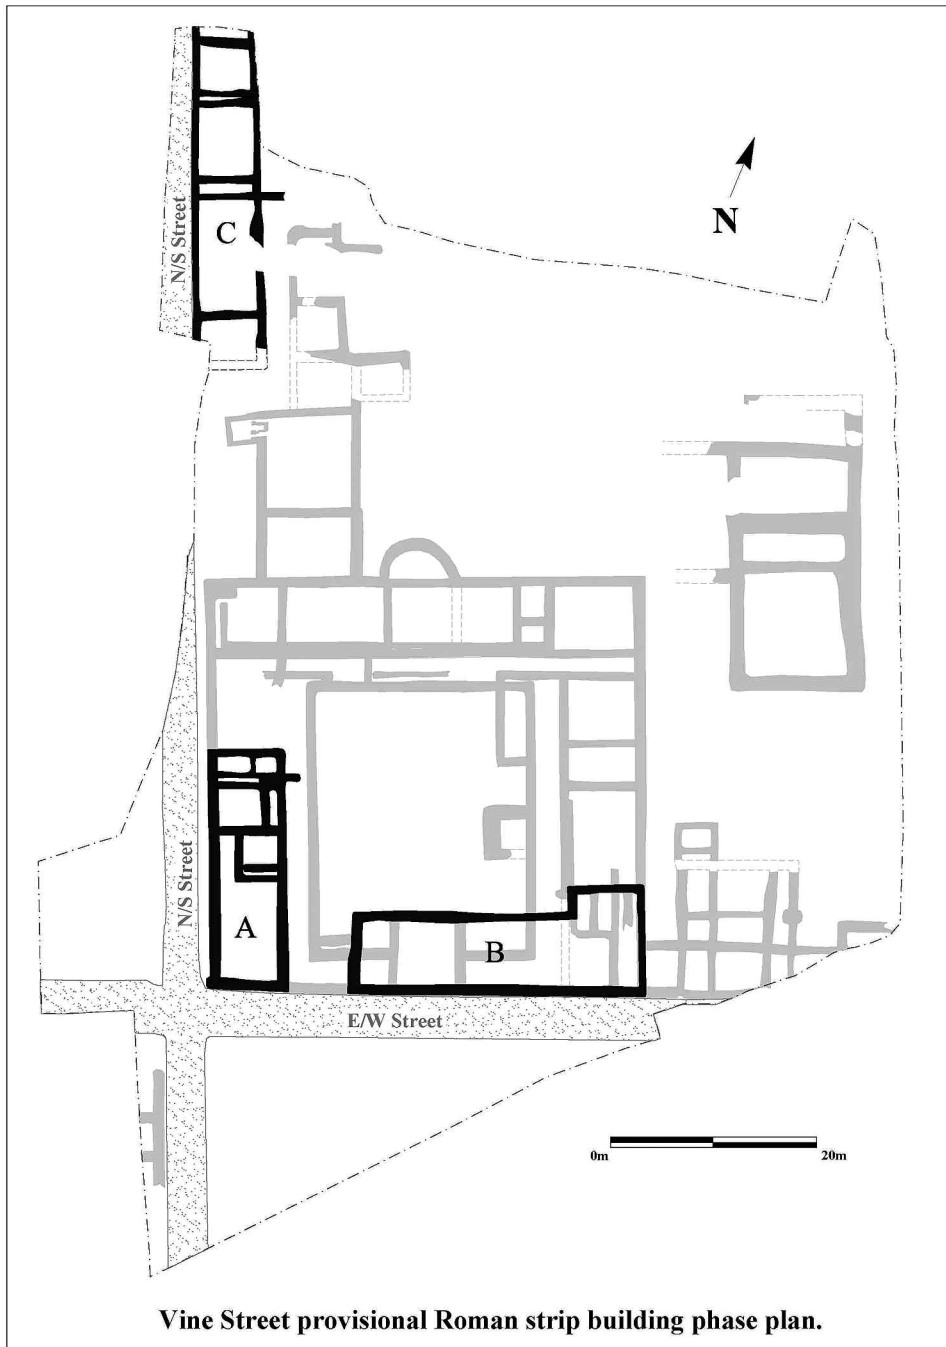 N/S Street
C
N
N/S Street
A
B
E/W Street
0m
20m
Vine Street provisional Roman strip building phase plan.